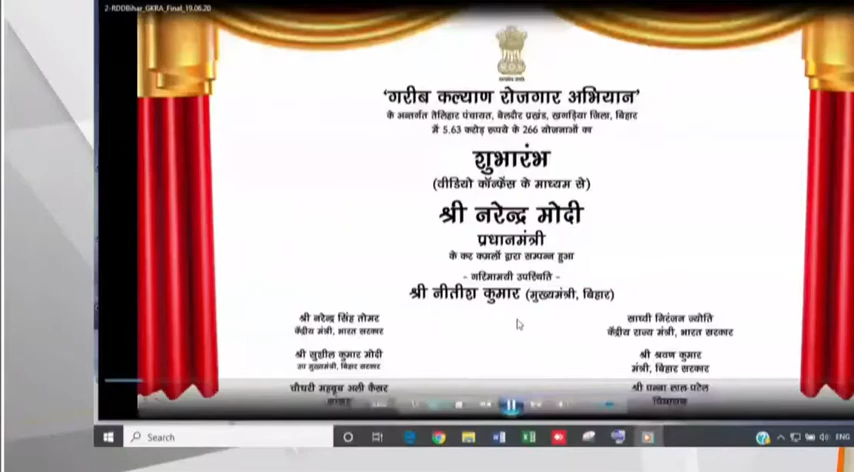 2-RDDBihar_GKRA_Final_19.06.20
'गरीब कल्याण रोजगार अभियान'
के अन्तर्गत तेलिहार पंचायत, बेलदौर प्रखंड, खगड़िया जिला, बिहार
में 5.63 करोड़ रूपये के 266 योजनाओं का
शुभारंभ
(वीडियो कॉन्फ्रेंस के माध्यम से)
श्री नरेन्द्र मोदी
प्रधानमंत्री
के कर कमलों द्वारा सम्पन्न हुआ
- गरिमामयी उपस्थिति -
श्री नीतीश कुमार (मुख्यमंत्री, बिहार)
श्री नरेंद्र सिंह तोमर
केंद्रीय मंत्री, भारत सरकार
साध्वी निरंजन ज्योति
केंद्रीय राज्य मंत्री, भारत सरकार
श्री सुशील कुमार मोदी
उप मुख्यमंत्री, बिहार सरकार
श्री श्रवण कुमार
मंत्री, बिहार सरकार
चौधरी महबूब अली कैसर
श्री पन्ना लाल पटेल
विधायक
Search
ENG